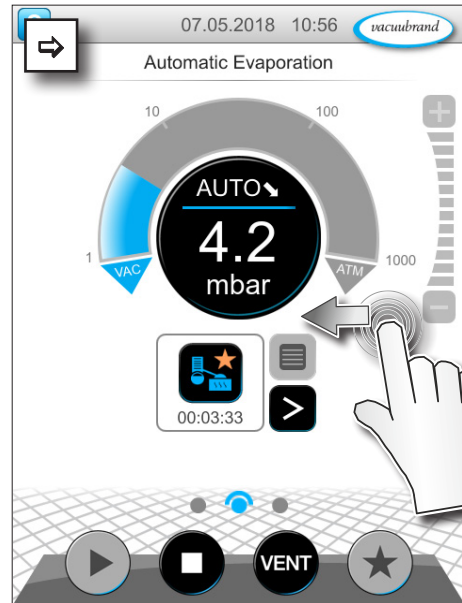 07.05.2018 10:56 vacuubrand
Automatic Evaporation
10 100
AUTO
1 VAC 4.2 ATM 1000
mbar
00:03:33
VENT